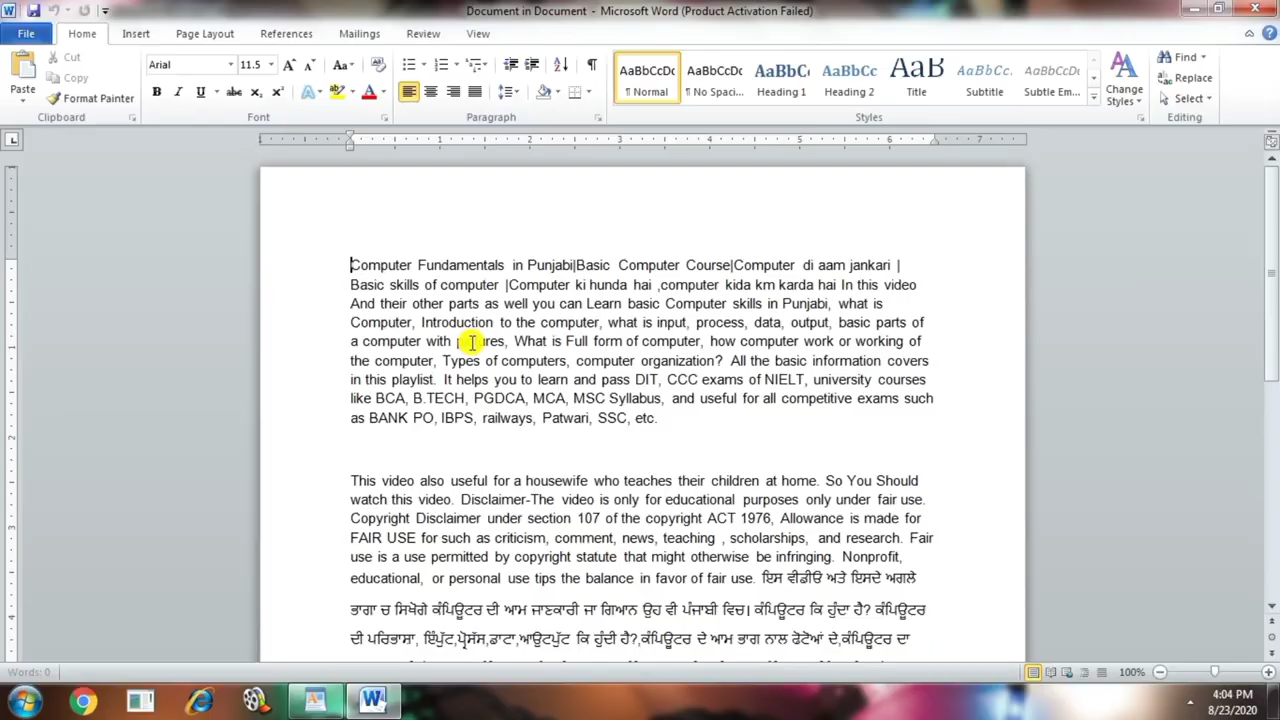 Document in Document - Microsoft Word (Product Activation Failed)
File Home Insert Page Layout References Mailings Review View
Paste
Cut
Copy
Format Painter
Clipboard
Arial 11.5
Font
Paragraph
AaBbCcDc AaBbCcDc AaBbC AaBbCc AaB AaBbCc. AaBbCcDc
¶ Normal ¶ No Spaci... Heading 1 Heading 2 Title Subtitle Subtle Em...
Change Styles
Styles
Find
Replace
Select
Editing
1 2 3 4 5 6 7
Computer Fundamentals in Punjabi|Basic Computer Course|Computer di aam jankari |
Basic skills of computer |Computer ki hunda hai ,computer kida km karda hai In this video
And their other parts as well you can Learn basic Computer skills in Punjabi, what is
Computer, Introduction to the computer, what is input, process, data, output, basic parts of
a computer with pictures, What is Full form of computer, how computer work or working of
the computer, Types of computers, computer organization? All the basic information covers
in this playlist. It helps you to learn and pass DIT, CCC exams of NIELT, university courses
like BCA, B.TECH, PGDCA, MCA, MSC Syllabus, and useful for all competitive exams such
as BANK PO, IBPS, railways, Patwari, SSC, etc.
This video also useful for a housewife who teaches their children at home. So You Should
watch this video. Disclaimer-The video is only for educational purposes only under fair use.
Copyright Disclaimer under section 107 of the copyright ACT 1976, Allowance is made for
FAIR USE for such as criticism, comment, news, teaching , scholarships, and research. Fair
use is a use permitted by copyright statute that might otherwise be infringing. Nonprofit,
educational, or personal use tips the balance in favor of fair use. ਇਸ ਵੀਡੀਓ ਅਤੇ ਇਸਦੇ ਅਗਲੇ
ਭਾਗਾ ਚ ਸਿਖੋਗੇ ਕੰਪਿਊਟਰ ਦੀ ਆਮ ਜਾਣਕਾਰੀ ਜਾ ਗਿਆਨ ਉਹ ਵੀ ਪੰਜਾਬੀ ਵਿਚ। ਕੰਪਿਊਟਰ ਕਿ ਹੁੰਦਾ ਹੈ? ਕੰਪਿਊਟਰ
ਦੀ ਪਰਿਭਾਸ਼ਾ, ਇੰਪੁੱਟ,ਪ੍ਰੋਸੱਸ,ਡਾਟਾ,ਆਉਟਪੁੱਟ ਕਿ ਹੁੰਦੀ ਹੈ?,ਕੰਪਿਊਟਰ ਦੇ ਆਮ ਭਾਗ ਨਾਲ ਫੋਟੋਆਂ ਦੇ,ਕੰਪਿਊਟਰ ਦਾ
Words: 0
100%
4:04 PM
8/23/2020